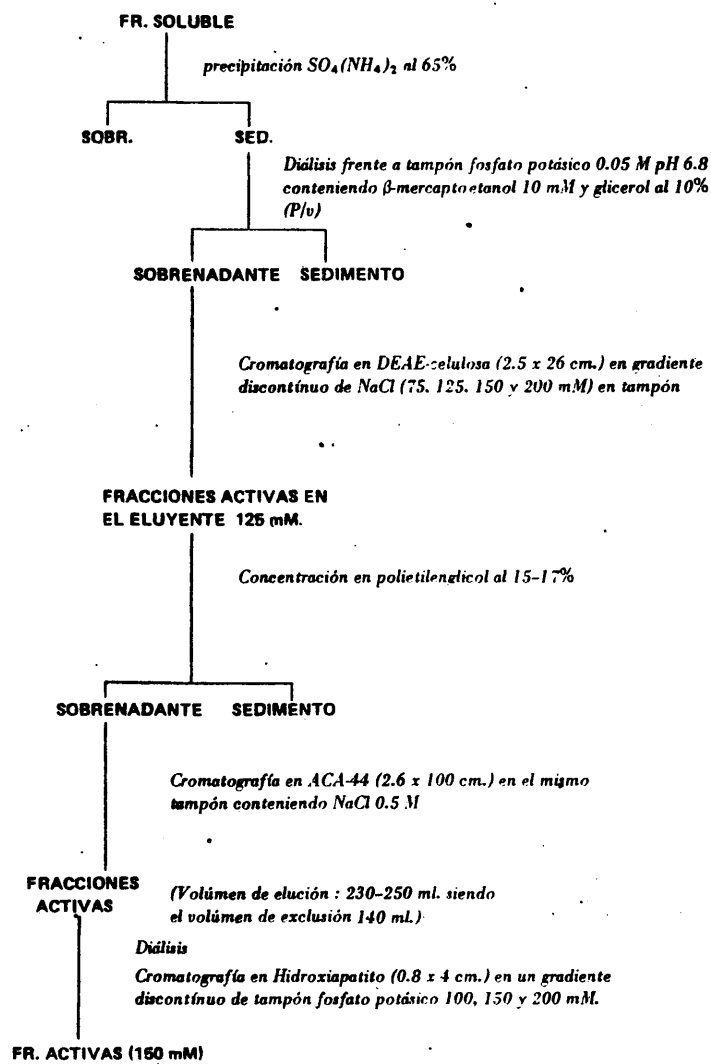 FR. SOLUBLE
precipitación SO₄(NH₄)₂ al 65%
SOBR. SED.
Diálisis frente a tampón fosfato potásico 0.05 M pH 6.8
conteniendo β-mercaptoetanol 10 mM y glicerol al 10%
(P/v)
SOBRENADANTE SEDIMENTO
Cromatografía en DEAE-celulosa (2.5 x 26 cm.) en gradiente
discontínuo de NaCl (75. 125. 150 y 200 mM) en tampón
FRACCIONES ACTIVAS EN
EL ELUYENTE 125 mM.
Concentración en polietilenglicol al 15-17%
SOBRENADANTE SEDIMENTO
Cromatografía en ACA-44 (2.6 x 100 cm.) en el mismo
tampón conteniendo NaCl 0.5 M
FRACCIONES
ACTIVAS
(Volúmen de elución : 230-250 ml. siendo
el volúmen de exclusión 140 ml.)
Diálisis
Cromatografía en Hidroxiapatito (0.8 x 4 cm.) en un gradiente
discontínuo de tampón fosfato potásico 100, 150 y 200 mM.
FR. ACTIVAS (150 mM)